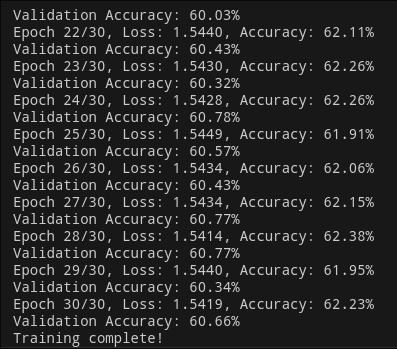 Validation Accuracy: 60.03%
Epoch 22/30, Loss: 1.5440, Accuracy: 62.11%
Validation Accuracy: 60.43%
Epoch 23/30, Loss: 1.5430, Accuracy: 62.26%
Validation Accuracy: 60.32%
Epoch 24/30, Loss: 1.5428, Accuracy: 62.26%
Validation Accuracy: 60.78%
Epoch 25/30, Loss: 1.5449, Accuracy: 61.91%
Validation Accuracy: 60.57%
Epoch 26/30, Loss: 1.5434, Accuracy: 62.06%
Validation Accuracy: 60.43%
Epoch 27/30, Loss: 1.5434, Accuracy: 62.15%
Validation Accuracy: 60.77%
Epoch 28/30, Loss: 1.5414, Accuracy: 62.38%
Validation Accuracy: 60.77%
Epoch 29/30, Loss: 1.5440, Accuracy: 61.95%
Validation Accuracy: 60.34%
Epoch 30/30, Loss: 1.5419, Accuracy: 62.23%
Validation Accuracy: 60.66%
Training complete!